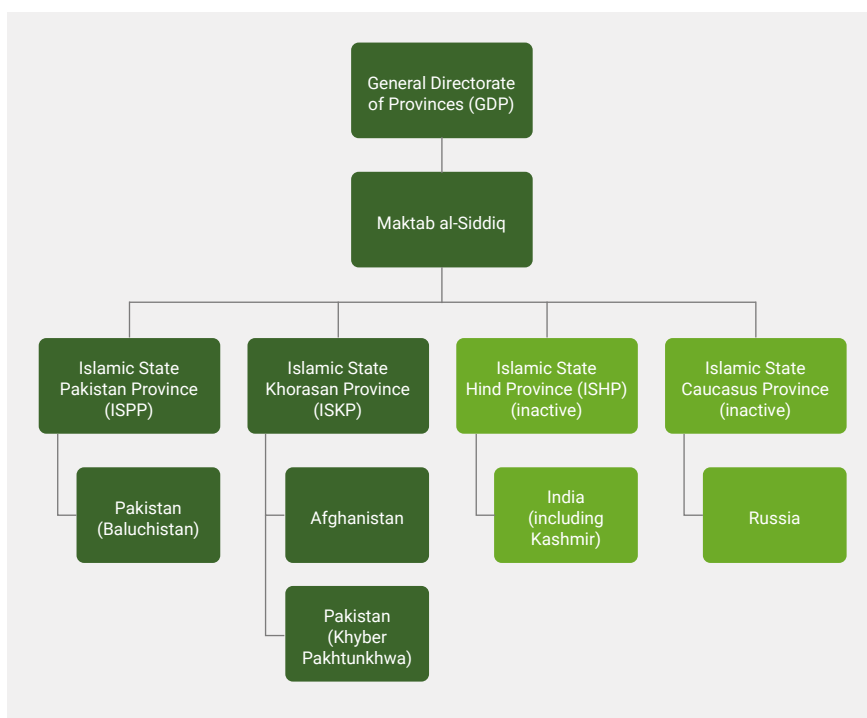 General Directorate
of Provinces (GDP)
Maktab al-Siddiq
Islamic State
Pakistan Province
(ISPP)
Islamic State
Khorasan Province
(ISKP)
Islamic State
Hind Province (ISHP)
(inactive)
Islamic State
Caucasus Province
(inactive)
Pakistan
(Baluchistan)
Afghanistan
India
(including
Kashmir)
Russia
Pakistan
(Khyber
Pakhtunkhwa)